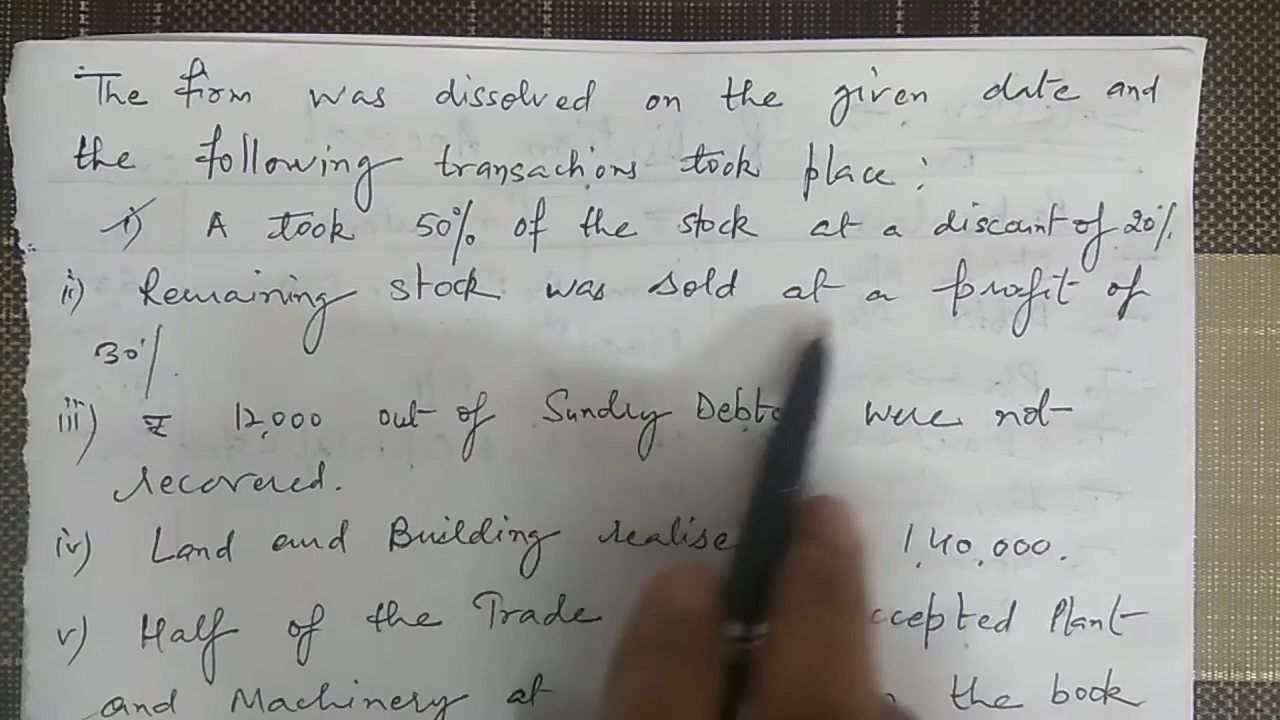 The firm was dissolved on the given date and
the following transactions took place:
i) A took 50% of the stock at a discount of 20%.
ii) Remaining stock was sold at a profit of
30%.
iii) ₹ 12,000 out of Sundry Debto were not
recovered.
iv) Land and Building realise 1,40,000.
v) Half of the Trade ccepted Plant
and Machinery at the book